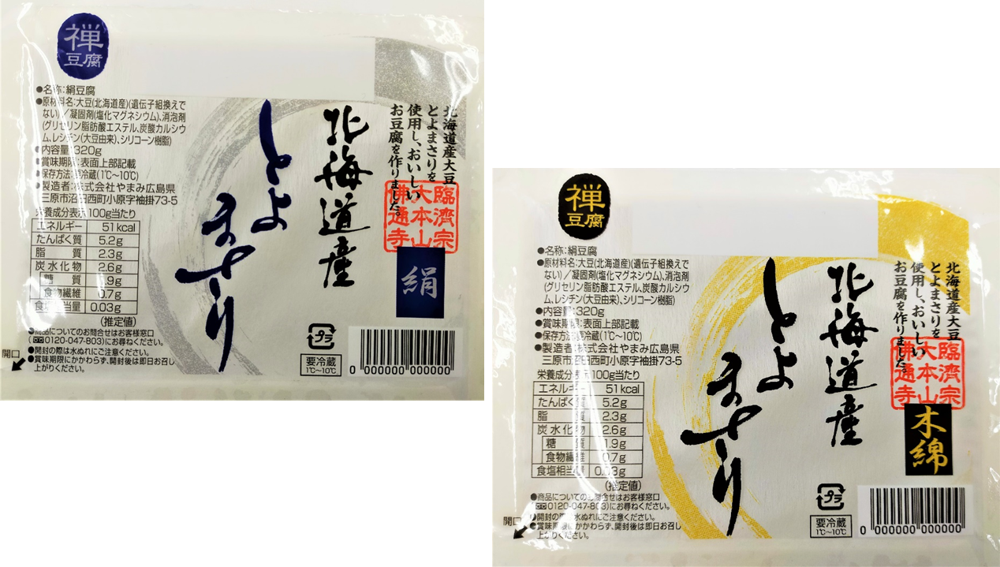 禅
豆腐
●名称:絹豆腐
●原材料名:大豆(北海道産)(遺伝子組換えで
ない)/凝固剤(塩化マグネシウム)、消泡剤
(グリセリン脂肪酸エステル、炭酸カルシウ
ム、レシチン(大豆由来)、シリコーン樹脂)
●内容量:320g
●賞味期限:表面上部記載
●保存方法:要冷蔵(1℃~10℃)
●製造者:株式会社やまみ広島県
三原市沼田西町小原字袖掛73-5
栄養成分表示100g当たり
エネルギー 51kcal
たんぱく質 5.2g
脂質 2.3g
炭水化物 2.6g
糖質 1.9g
食物繊維 0.7g
食塩相当量 0.03g
(推定値)
●商品についてのお問合せはお客様窓口
(0120-047-803)にお尋ねください。
●開封の際は水ぬれにご注意ください。
●賞味期限にかかわらず、開封後は即日お召し
上がりください。
開口
北海道産大豆
とよまさりを
使用し、おいしい
お豆腐を作りました。
北海道産
とよ
まさり
臨済宗
大本山
佛通寺
絹
プラ
要冷蔵
1℃~10℃
0 000000 000000
禅
豆腐
●名称:絹豆腐
●原材料名:大豆(北海道産)(遺伝子組換えで
ない)/凝固剤(塩化マグネシウム)、消泡剤
(グリセリン脂肪酸エステル、炭酸カルシウ
ム、レシチン(大豆由来)、シリコーン樹脂)
●内容量:320g
●賞味期限:表面上部記載
●保存方法:要冷蔵(1℃~10℃)
●製造者:株式会社やまみ広島県
三原市沼田西町小原字袖掛73-5
栄養成分表示100g当たり
エネルギー 51kcal
たんぱく質 5.2g
脂質 2.3g
炭水化物 2.6g
糖質 1.9g
食物繊維 0.7g
食塩相当量 0.03g
(推定値)
●商品についてのお問合せはお客様窓口
(0120-047-803)にお尋ねください。
●開封の際は水ぬれにご注意ください。
●賞味期限にかかわらず、開封後は即日お召し
上がりください。
開口
北海道産大豆
とよまさりを
使用し、おいしい
お豆腐を作りました。
北海道産
とよ
まさり
臨濟宗
大本山
佛通寺
木綿
プラ
要冷蔵
1℃~10℃
0 000000 000000